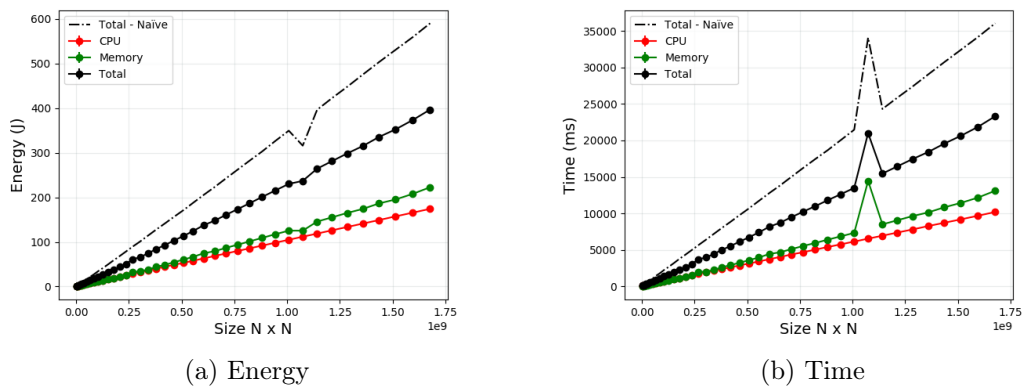 600
500
400
300
200
100
0
Energy (J)
Total - Naïve
CPU
Memory
Total
0.00 0.25 0.50 0.75 1.00 1.25 1.50 1.75
1e9
Size N x N
(a) Energy
35000
30000
25000
20000
15000
10000
5000
0
Time (ms)
Total - Naïve
CPU
Memory
Total
0.00 0.25 0.50 0.75 1.00 1.25 1.50 1.75
1e9
Size N x N
(b) Time